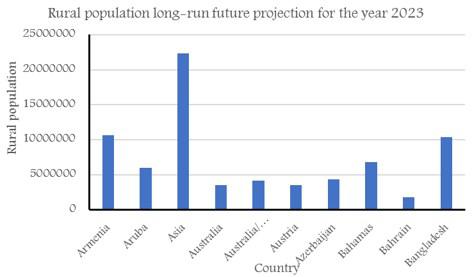 Rural population long-run future projection for the year 2023
Rural population
25000000
20000000
15000000
10000000
5000000
0
Armenia
Aruba
Asia
Australia
Australia/...
Austria
Azerbaijan
Bahamas
Bahrain
Bangladesh
Country